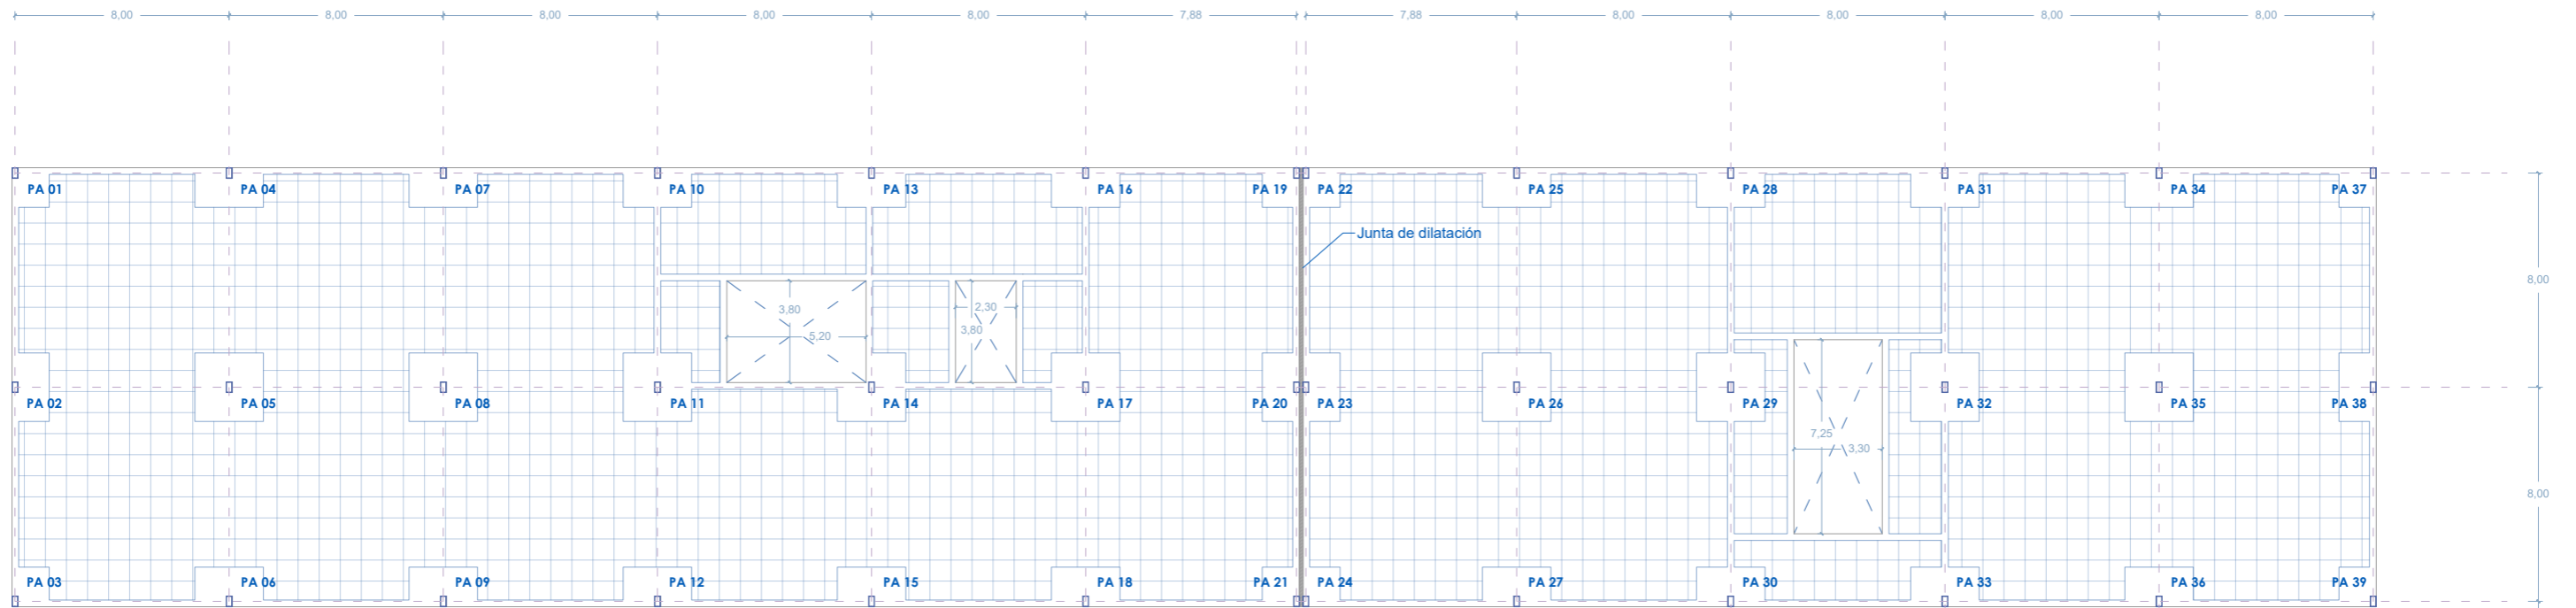 8,00 8,00 8,00 8,00 8,00 7,88 7,88 8,00 8,00 8,00 8,00
PA 01 PA 04 PA 07 PA 10 PA 13 PA 16 PA 19 PA 22 PA 25 PA 28 PA 31 PA 34 PA 37
Junta de dilatación
8,00
2,30
3,80
3,80
5,20
PA 02 PA 05 PA 08 PA 11 PA 14 PA 17 PA 20 PA 23 PA 26 PA 29 PA 32 PA 35 PA 38
7,25
3,30
8,00
PA 03 PA 06 PA 09 PA 12 PA 15 PA 18 PA 21 PA 24 PA 27 PA 30 PA 33 PA 36 PA 39